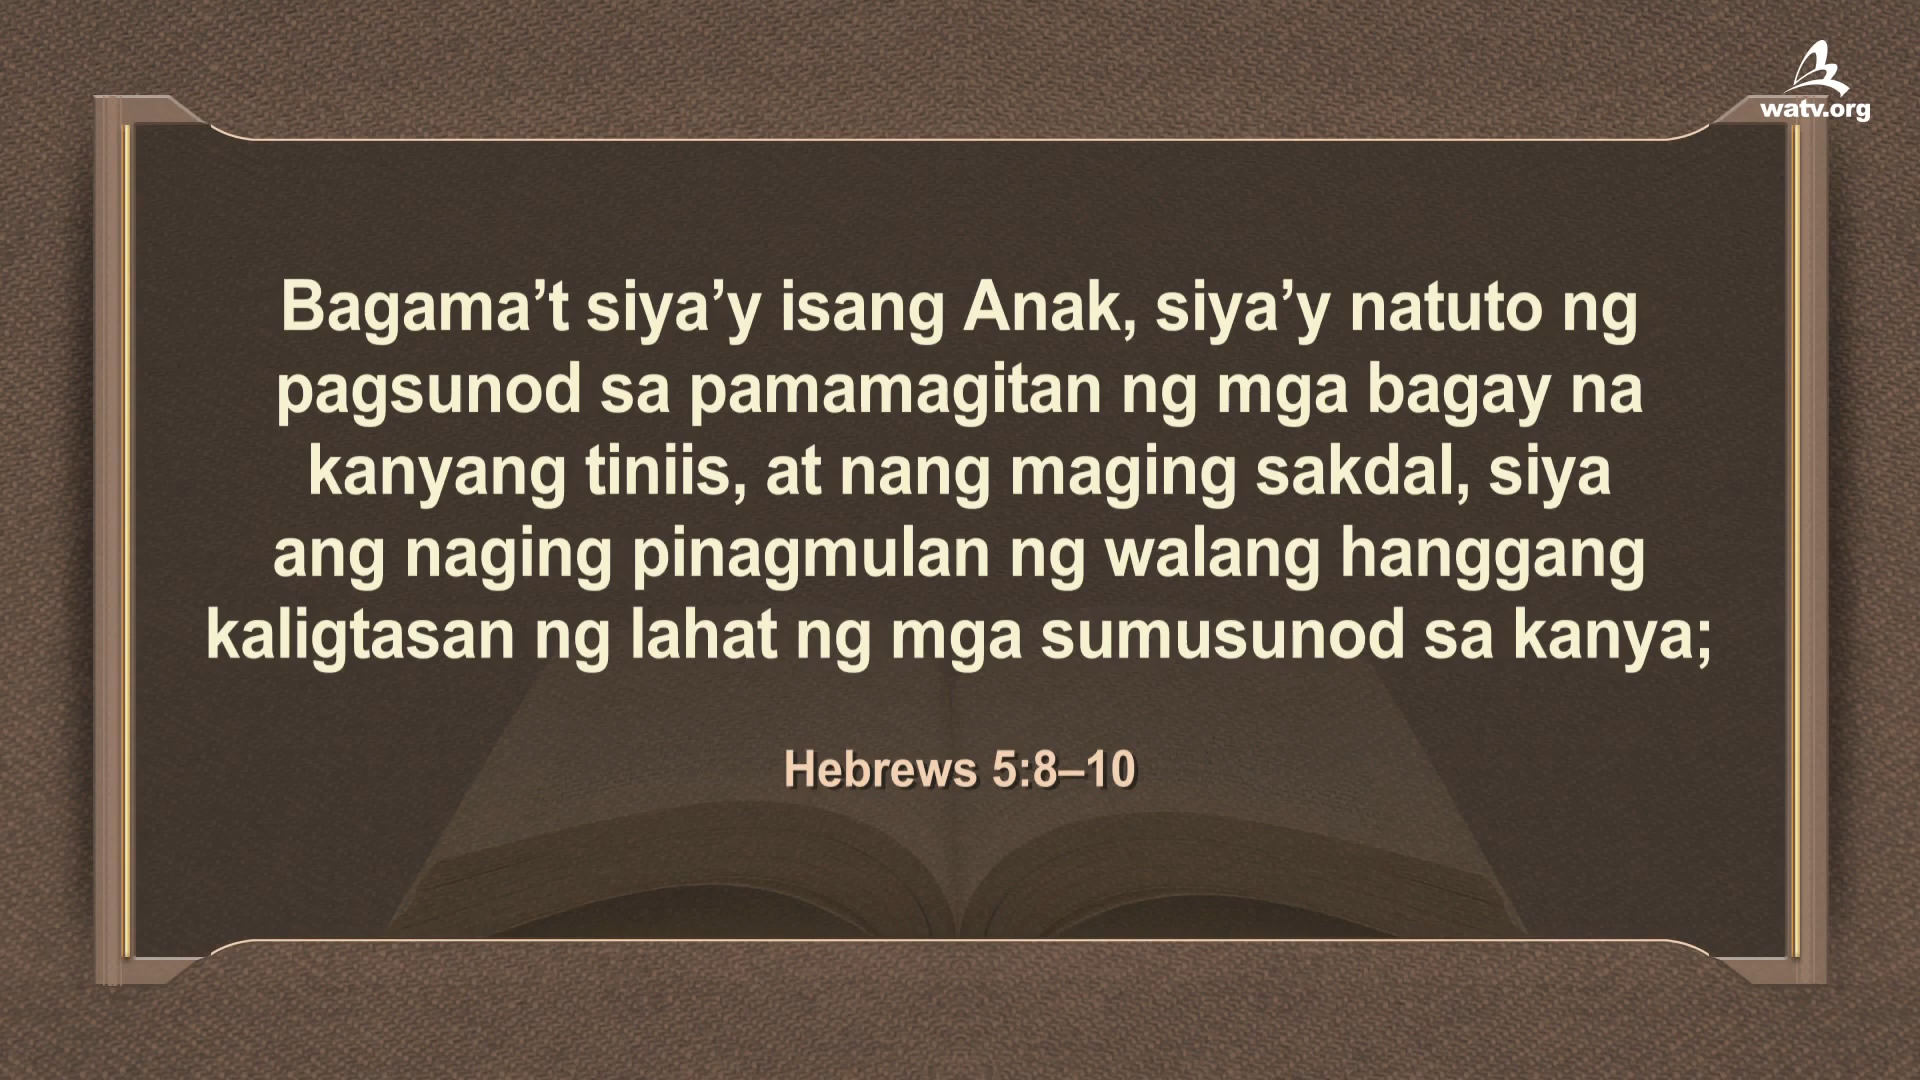 watv.org
Bagama’t siya’y isang Anak, siya’y natuto ng
pagsunod sa pamamagitan ng mga bagay na
kanyang tiniis, at nang maging sakdal, siya
ang naging pinagmulan ng walang hanggang
kaligtasan ng lahat ng mga sumusunod sa kanya;
Hebrews 5:8–10